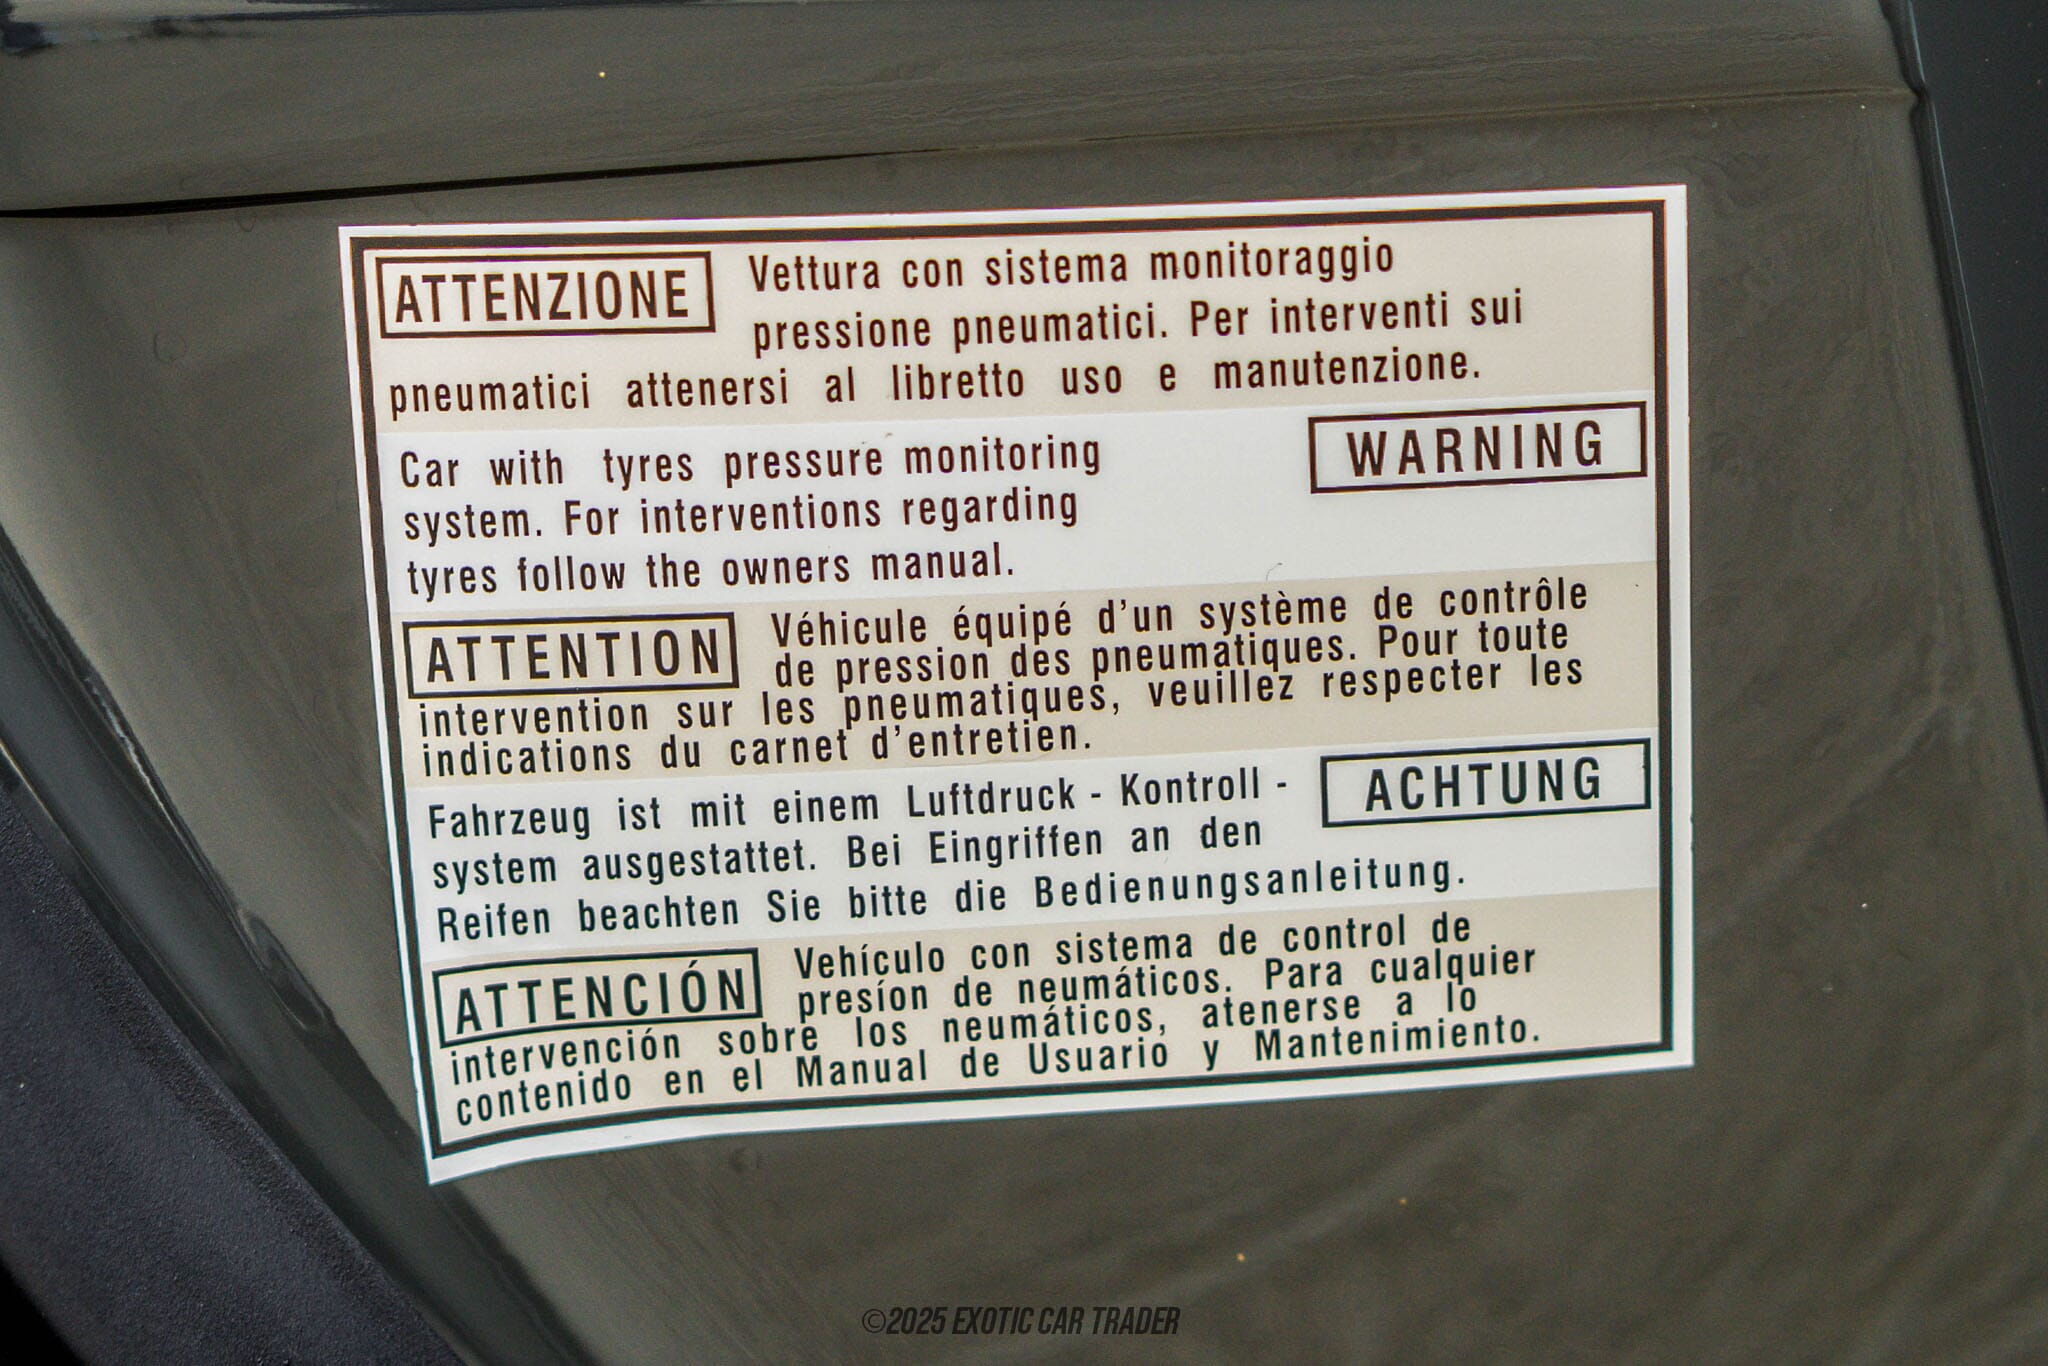 ATTENZIONE Vettura con sistema monitoraggio
pressione pneumatici. Per interventi sui
pneumatici attenersi al libretto uso e manutenzione.
Car with tyres pressure monitoring WARNING
system. For interventions regarding
tyres follow the owners manual.
ATTENTION Véhicule équipé d'un système de contrôle
de pression des pneumatiques. Pour toute
intervention sur les pneumatiques, veuillez respecter les
indications du carnet d'entretien.
Fahrzeug ist mit einem Luftdruck - Kontroll - ACHTUNG
system ausgestattet. Bei Eingriffen an den
Reifen beachten Sie bitte die Bedienungsanleitung.
ATTENCIÓN Vehículo con sistema de control de
presíon de neumáticos. Para cualquier
intervención sobre los neumáticos, atenerse a lo
contenido en el Manual de Usuario y Mantenimiento.
©2025 EXOTIC CAR TRADER